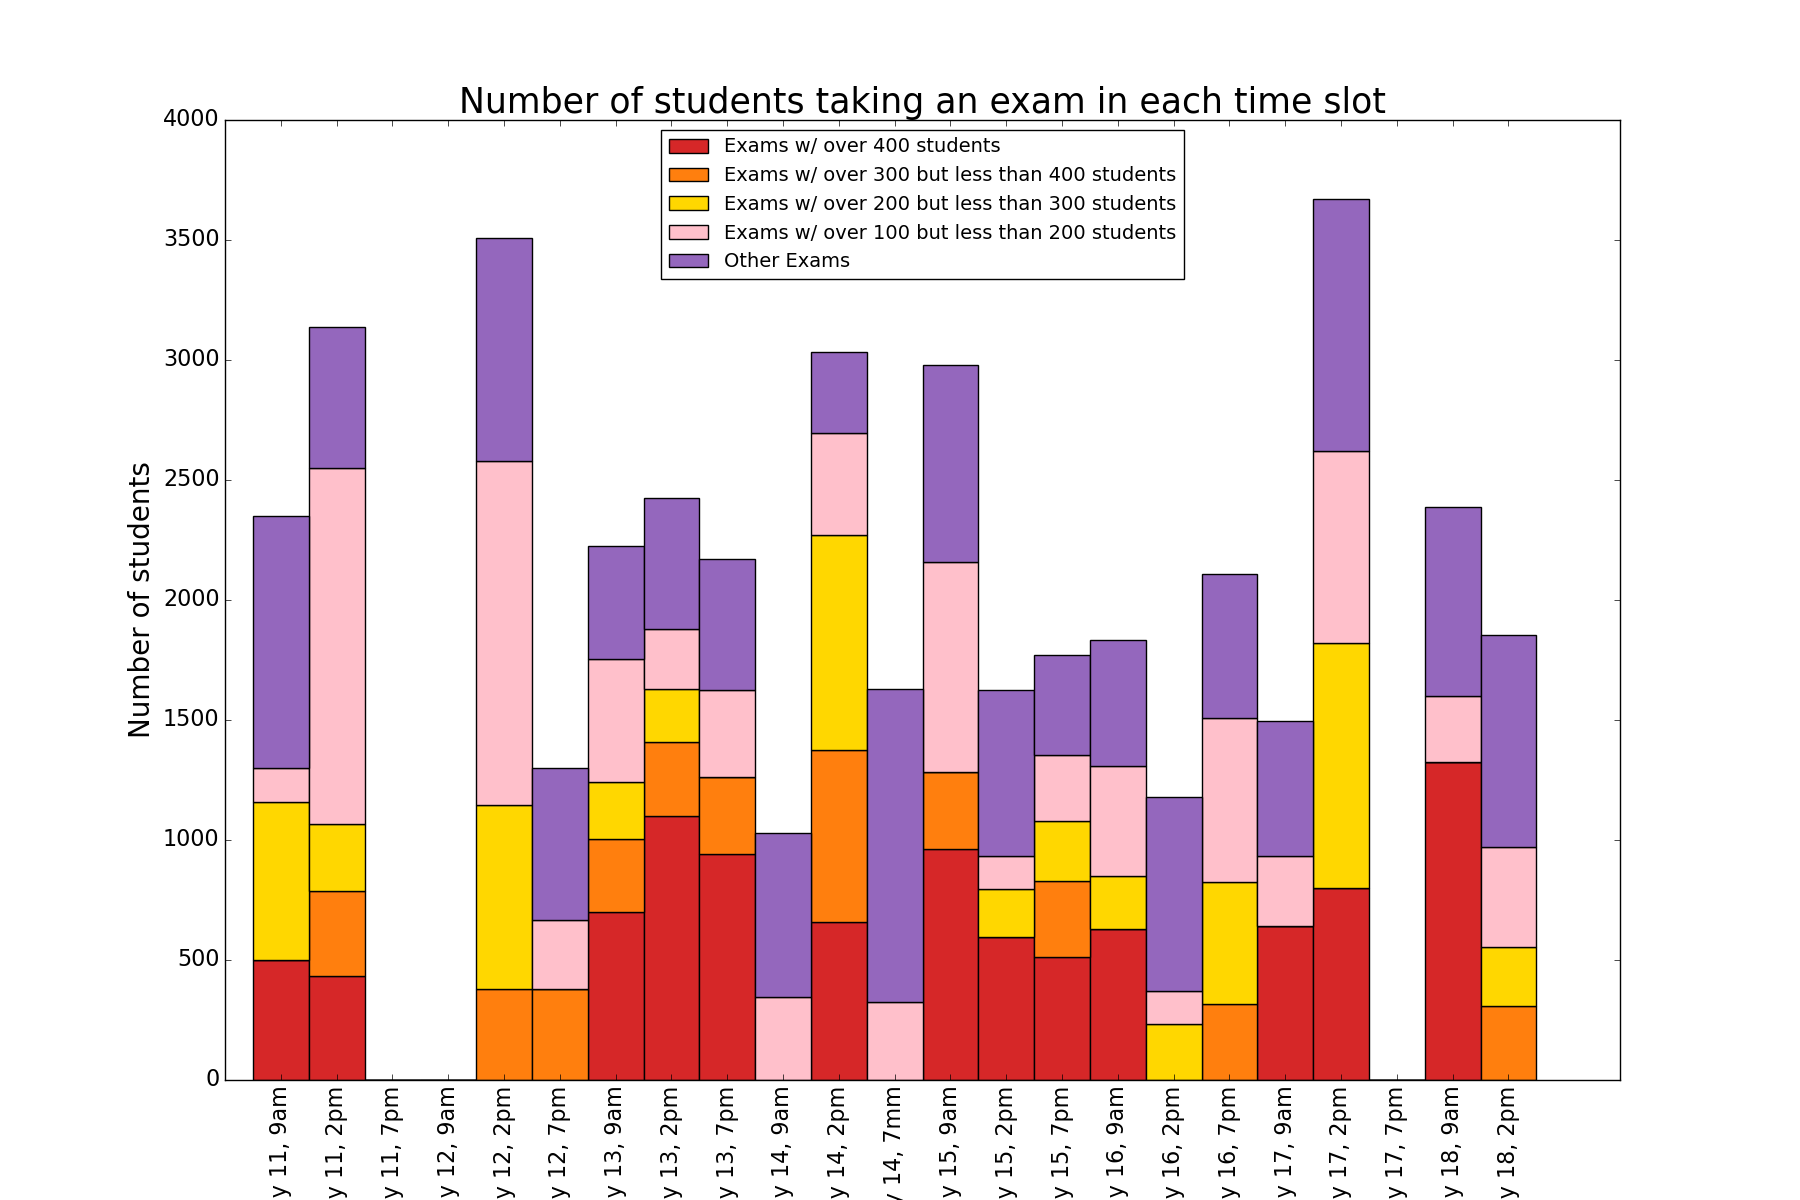 Number of students taking an exam in each time slot
Exams w/ over 400 students
Exams w/ over 300 but less than 400 students
Exams w/ over 200 but less than 300 students
Exams w/ over 100 but less than 200 students
Other Exams
Number of students
4000
3500
3000
2500
2000
1500
1000
500
0
y 11, 9am
y 11, 2pm
y 11, 7pm
y 12, 9am
y 12, 2pm
y 12, 7pm
y 13, 9am
y 13, 2pm
y 13, 7pm
y 14, 9am
y 14, 2pm
y 14, 7mm
y 15, 9am
y 15, 2pm
y 15, 7pm
y 16, 9am
y 16, 2pm
y 16, 7pm
y 17, 9am
y 17, 2pm
y 17, 7pm
y 18, 9am
y 18, 2pm